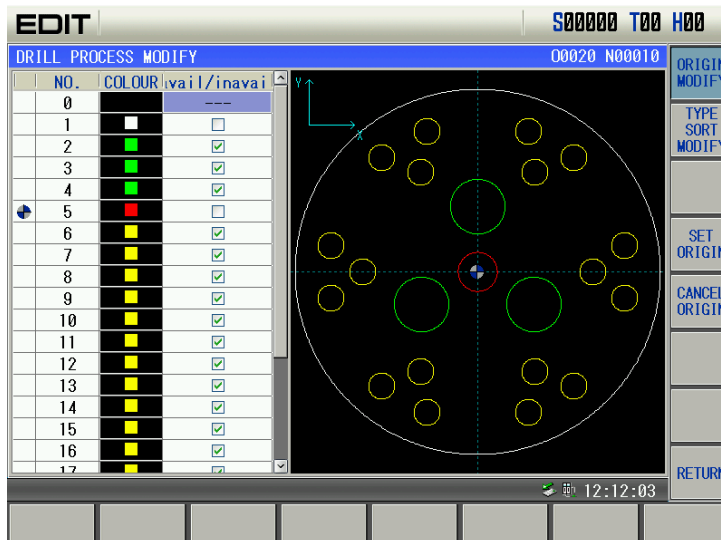 EDIT S00000 T00 H00
DRILL PROCESS MODIFY O0020 N00010
NO. COLOUR vail/inavai
0 ---
1
2
3
4
5
6
7
8
9
10
11
12
13
14
15
16
17
Y
X
ORIGIN
MODIFY
TYPE
SORT
MODIFY
SET
ORIGIN
CANCEL
ORIGIN
RETURN
12:12:03